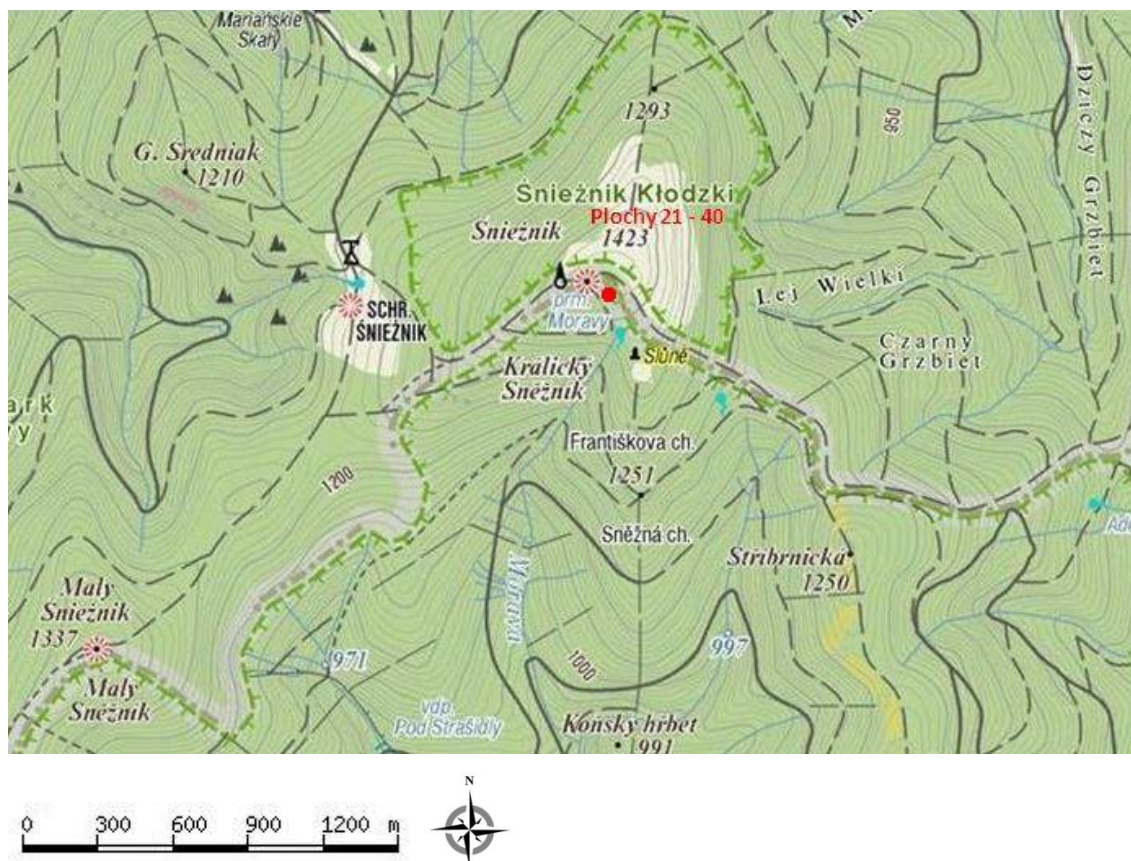 Mariańskie
Skały
1293
G. Średniak
1210
950
Dziczy Grzbiet
Śnieżnik Kłodzki
Plochy 21 - 40
Śnieżnik
1423
Lej Wielki
SCHR.
ŚNIEŻNIK
prm.
Moravy
Slůně
Czarny
Grzbiet
Králický
Sněžník
Františkova ch.
1251
1200
Sněžná ch.
Stříbrnická
1250
Morava
Mały
Śnieżnik
1337
971
997
1000
Malý
Sněžník
vdp.
Pod Strašidly
Koňský hřbet
991
0 300 600 900 1200 m
N